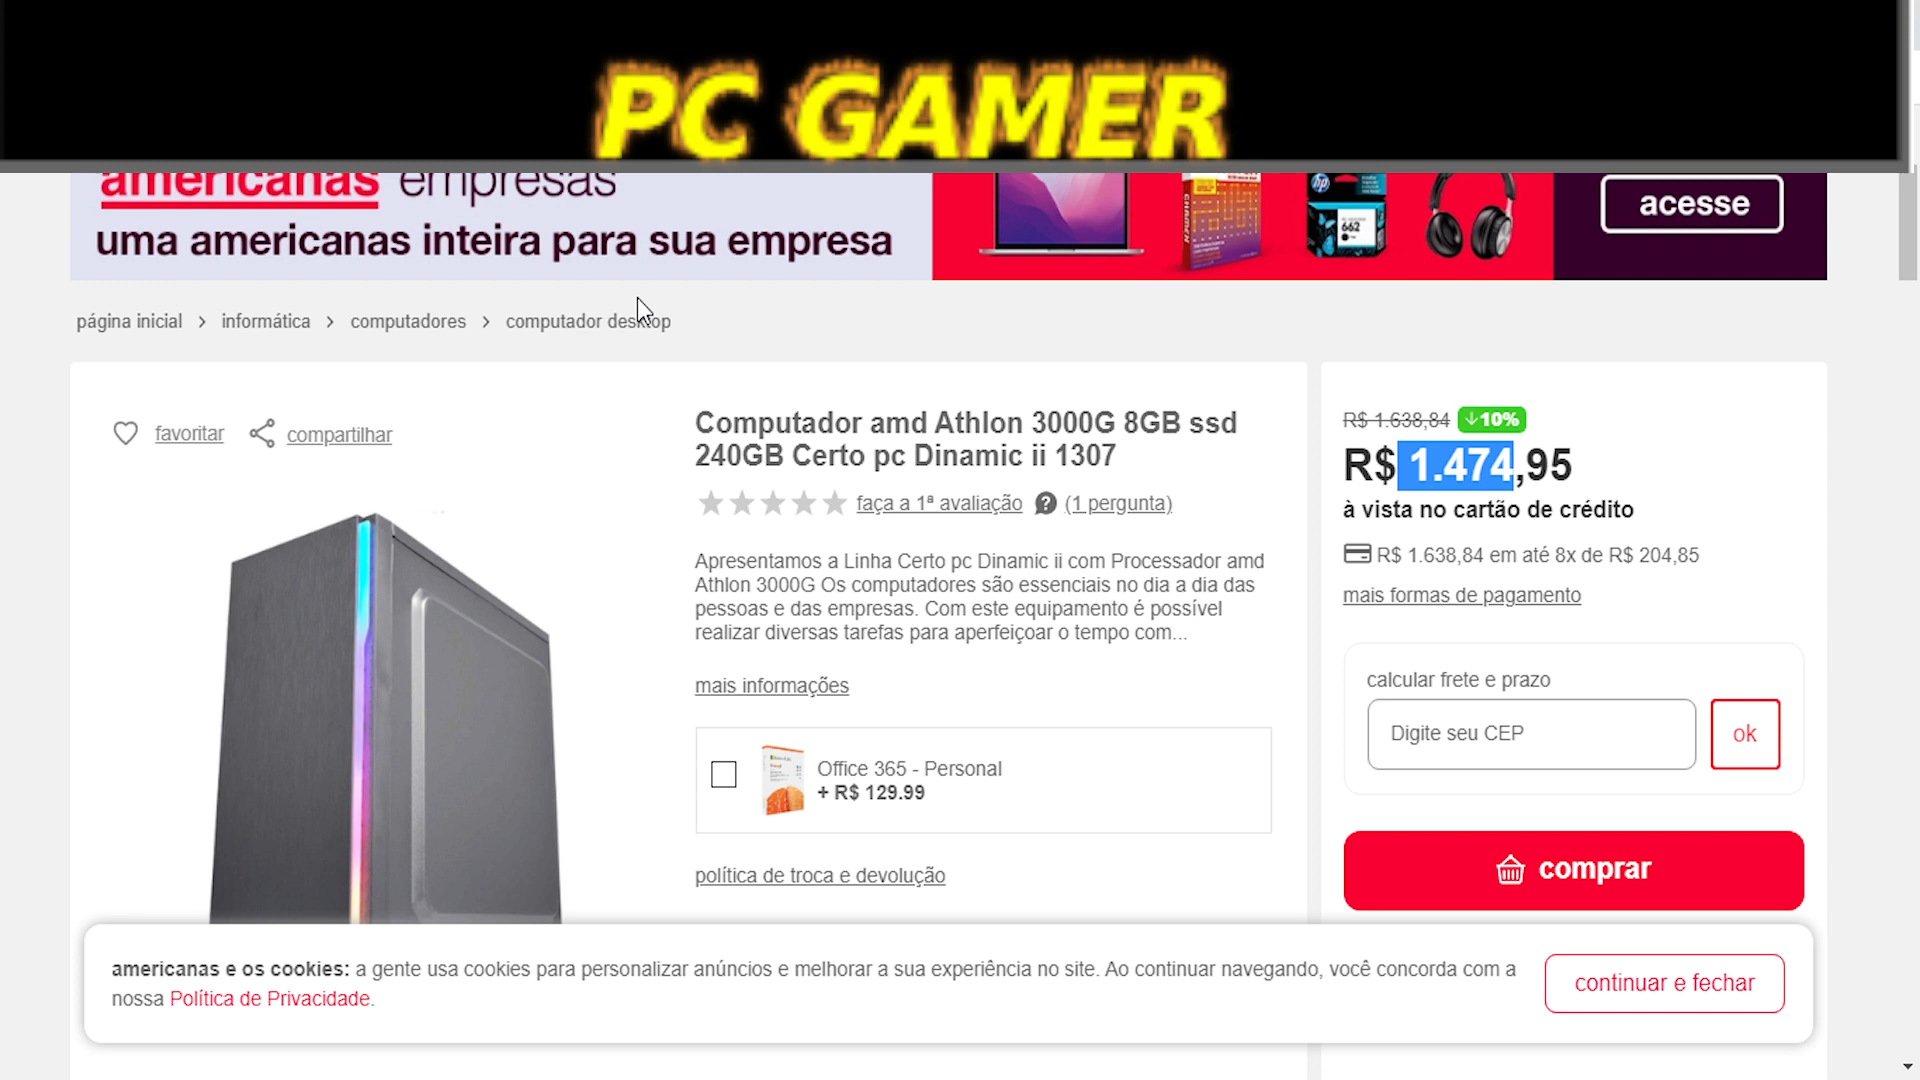 PC GAMER
americanas empresas
uma americanas inteira para sua empresa
hp
662
CHAMEX
acesse
página inicial > informática > computadores > computador desktop
favoritar
compartilhar
Computador amd Athlon 3000G 8GB ssd
240GB Certo pc Dinamic ii 1307
faça a 1ª avaliação ? (1 pergunta)
Apresentamos a Linha Certo pc Dinamic ii com Processador amd
Athlon 3000G Os computadores são essenciais no dia a dia das
pessoas e das empresas. Com este equipamento é possível
realizar diversas tarefas para aperfeiçoar o tempo com...
mais informações
Office 365 - Personal
+ R$ 129.99
política de troca e devolução
R$ 1.638,84 ↓10%
R$ 1.474,95
à vista no cartão de crédito
R$ 1.638,84 em até 8x de R$ 204,85
mais formas de pagamento
calcular frete e prazo
Digite seu CEP
ok
comprar
americanas e os cookies: a gente usa cookies para personalizar anúncios e melhorar a sua experiência no site. Ao continuar navegando, você concorda com a
nossa Política de Privacidade.
continuar e fechar